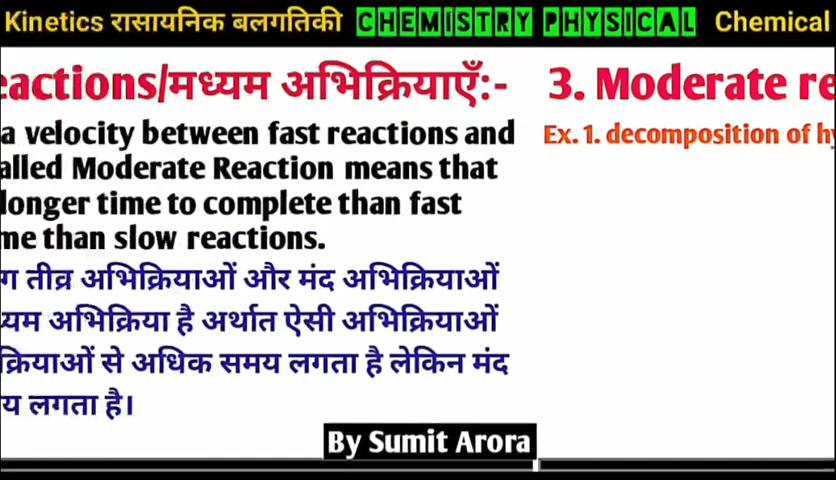 Kinetics रासायनिक बलगतिकी CHEMISTRY PHYSICAL Chemical
eactions/मध्यम अभिक्रियाएँ:-
a velocity between fast reactions and
alled Moderate Reaction means that
longer time to complete than fast
me than slow reactions.
ग तीव्र अभिक्रियाओं और मंद अभिक्रियाओं
यम अभिक्रिया है अर्थात ऐसी अभिक्रियाओं
क्रियाओं से अधिक समय लगता है लेकिन मंद
य लगता है।
3. Moderate re
Ex. 1. decomposition of hy
By Sumit Arora